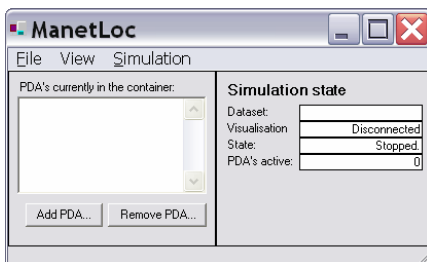 ManetLoc
File View Simulation
PDA's currently in the container:
Add PDA... Remove PDA...
Simulation state
Dataset:
Visualisation Disconnected
State: Stopped.
PDA's active: 0